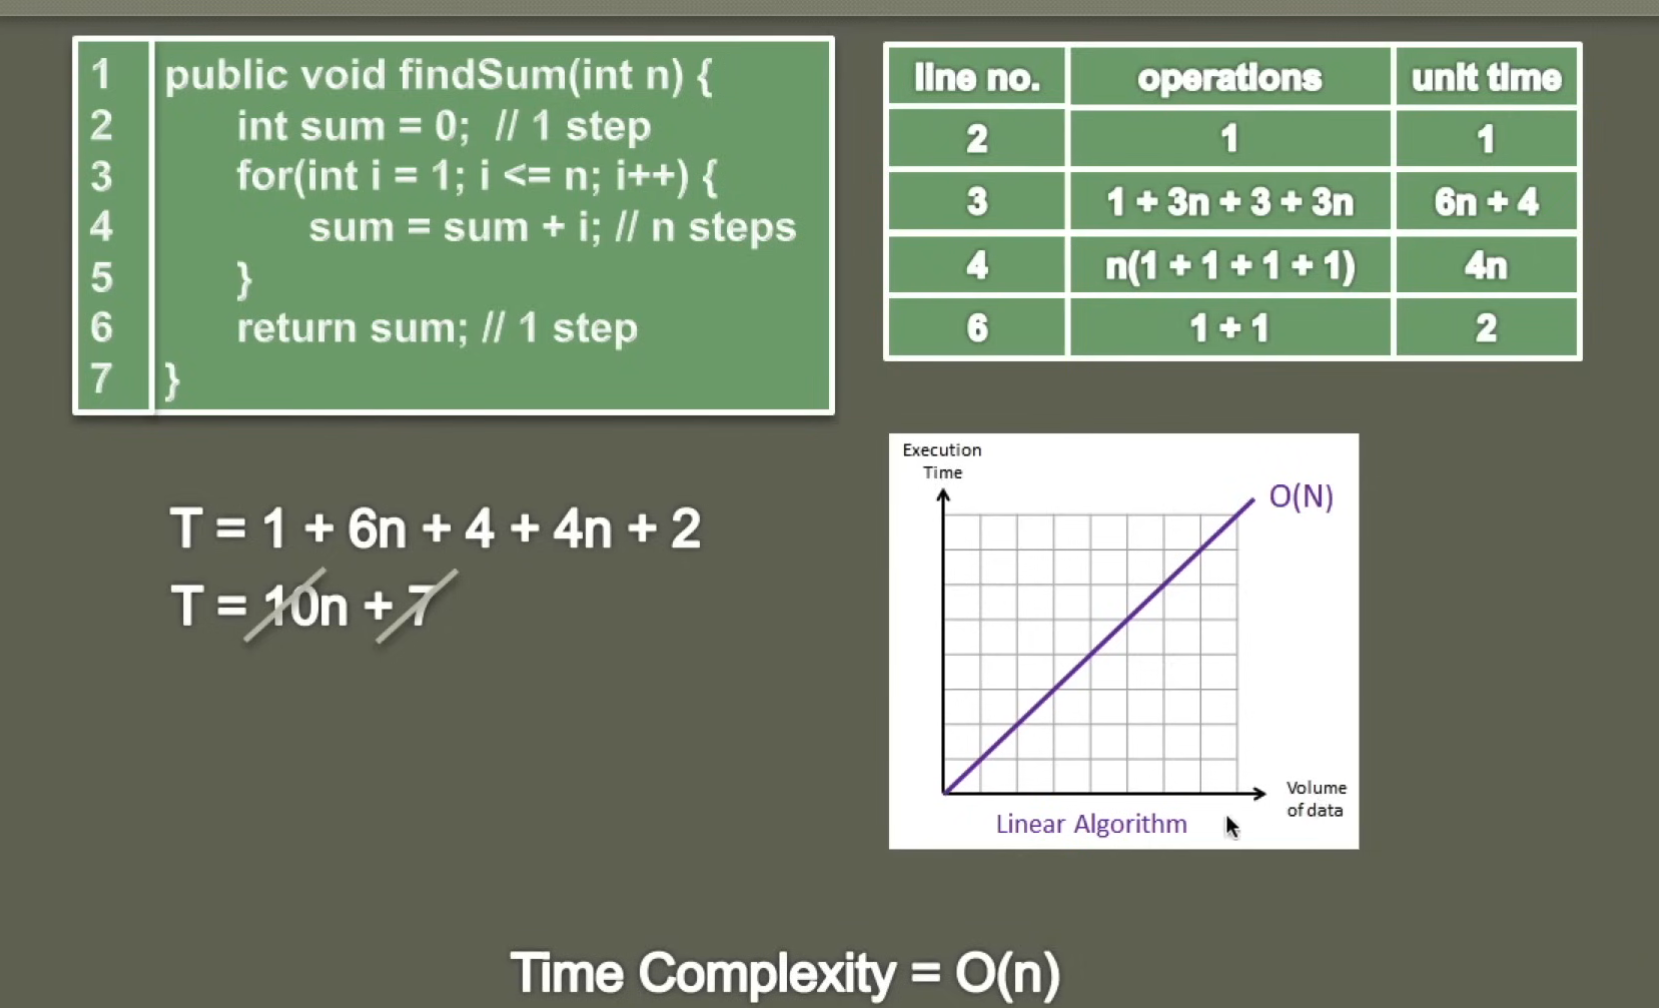 1 public void findSum(int n) {
2 int sum = 0; // 1 step
3 for(int i = 1; i <= n; i++) {
4 sum = sum + i; // n steps
5 }
6 return sum; // 1 step
7 }
line no. operations unit time
2 1 1
3 1 + 3n + 3 + 3n 6n + 4
4 n(1 + 1 + 1 + 1) 4n
6 1 + 1 2
T = 1 + 6n + 4 + 4n + 2
T = 10n + 7
Execution
Time
O(N)
Volume
of data
Linear Algorithm
Time Complexity = O(n)